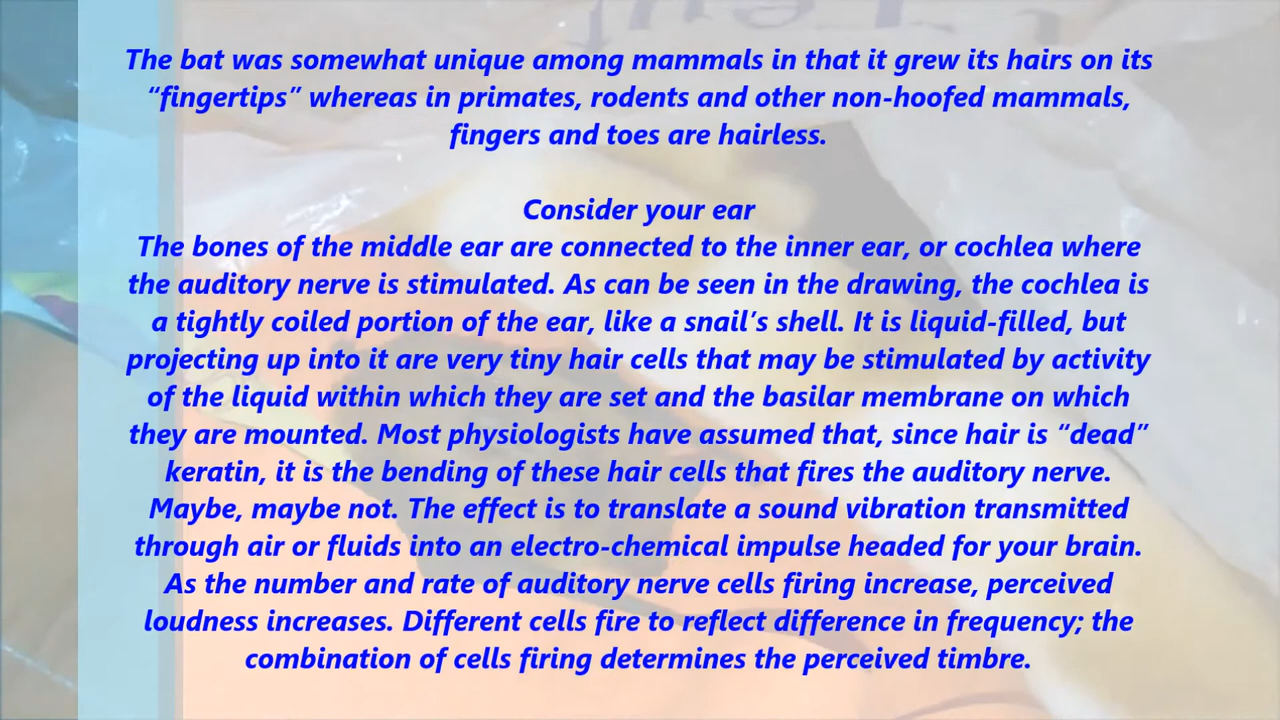 The bat was somewhat unique among mammals in that it grew its hairs on its
“fingertips” whereas in primates, rodents and other non-hoofed mammals,
fingers and toes are hairless.
Consider your ear
The bones of the middle ear are connected to the inner ear, or cochlea where
the auditory nerve is stimulated. As can be seen in the drawing, the cochlea is
a tightly coiled portion of the ear, like a snail’s shell. It is liquid-filled, but
projecting up into it are very tiny hair cells that may be stimulated by activity
of the liquid within which they are set and the basilar membrane on which
they are mounted. Most physiologists have assumed that, since hair is “dead”
keratin, it is the bending of these hair cells that fires the auditory nerve.
Maybe, maybe not. The effect is to translate a sound vibration transmitted
through air or fluids into an electro-chemical impulse headed for your brain.
As the number and rate of auditory nerve cells firing increase, perceived
loudness increases. Different cells fire to reflect difference in frequency; the
combination of cells firing determines the perceived timbre.